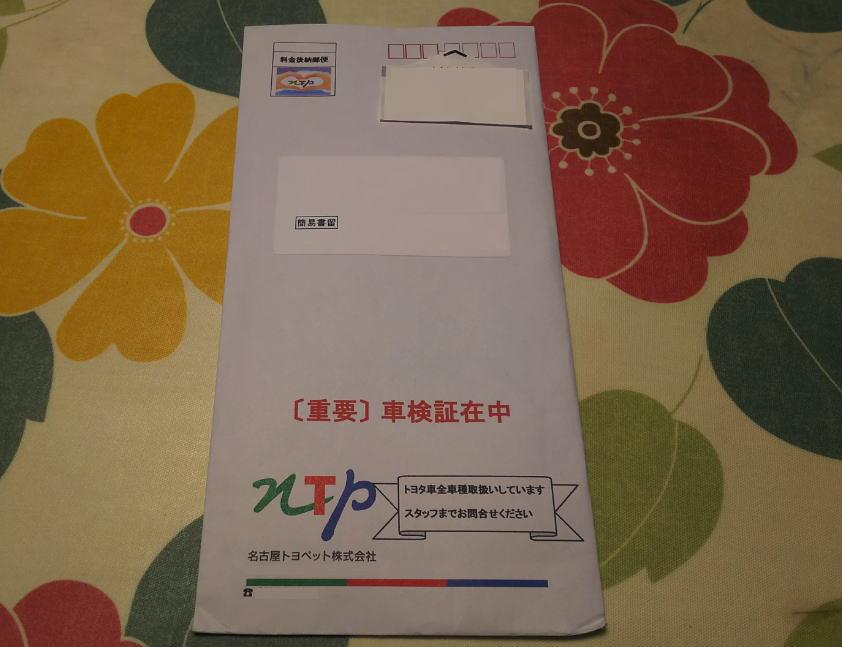 料金後納郵便
NTP
簡易書留
〔重要〕車検証在中
NTP
トヨタ車全車種取扱いしています
スタッフまでお問合せください
名古屋トヨペット株式会社
☎